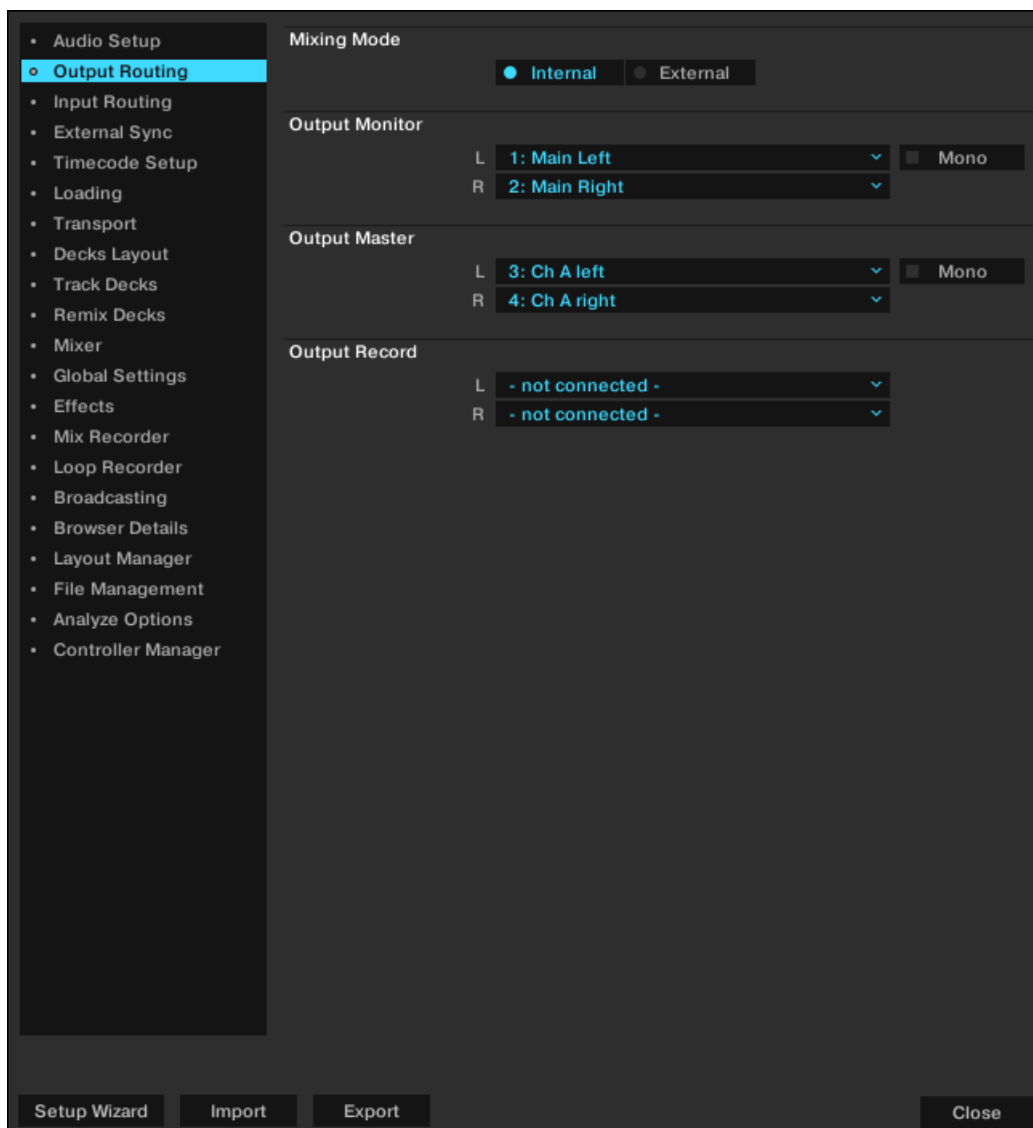 Audio Setup
Output Routing
Input Routing
External Sync
Timecode Setup
Loading
Transport
Decks Layout
Track Decks
Remix Decks
Mixer
Global Settings
Effects
Mix Recorder
Loop Recorder
Broadcasting
Browser Details
Layout Manager
File Management
Analyze Options
Controller Manager
Mixing Mode
Internal External
Output Monitor
L 1: Main Left Mono
R 2: Main Right
Output Master
L 3: Ch A left Mono
R 4: Ch A right
Output Record
L - not connected -
R - not connected -
Setup Wizard Import Export Close